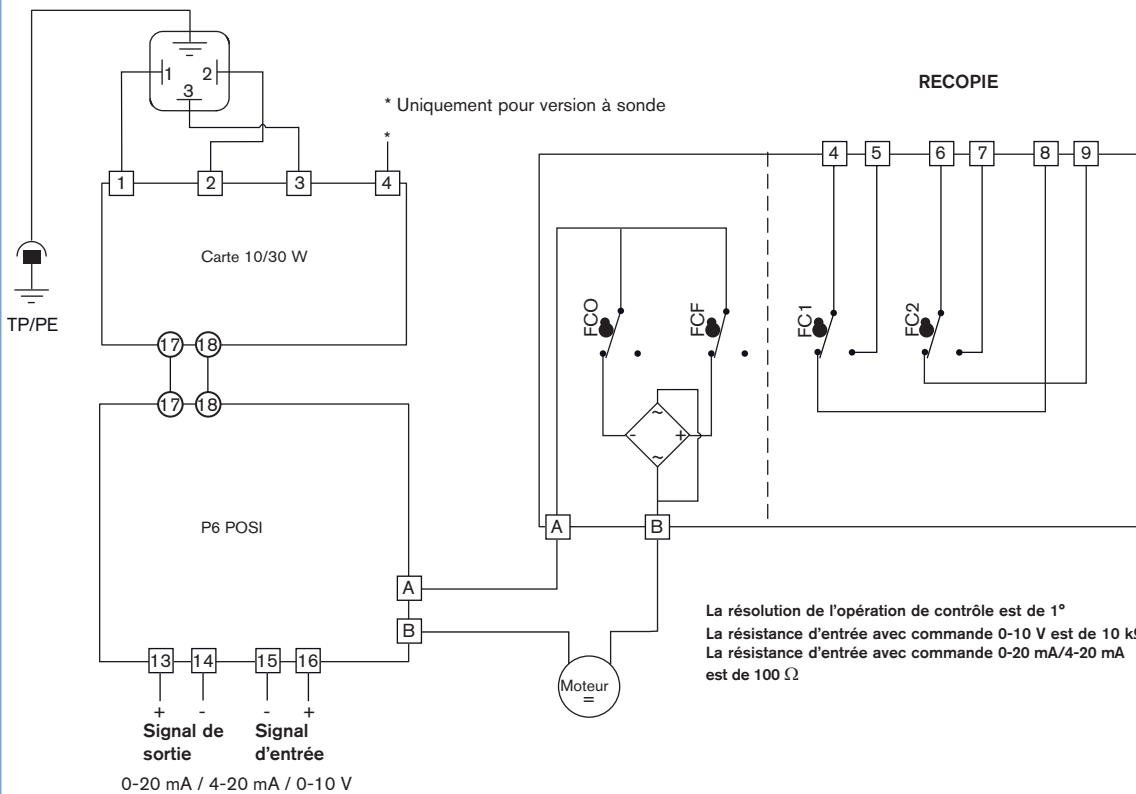 1 2
3
RECOPIE
* Uniquement pour version à sonde
*
4 5 6 7 8 9
1 2 3 4
Carte 10/30 W
TP/PE
FCO FCF FC1 FC2
17 18
17 18
~
- +
~
P6 POSI
A B
A
B
La résolution de l'opération de contrôle est de 1°
La résistance d'entrée avec commande 0-10 V est de 10
La résistance d'entrée avec commande 0-20 mA/4-20 mA
est de 100 Ω
13 14 15 16
Moteur
=
+ - - +
Signal de Signal
sortie d'entrée
0-20 mA / 4-20 mA / 0-10 V